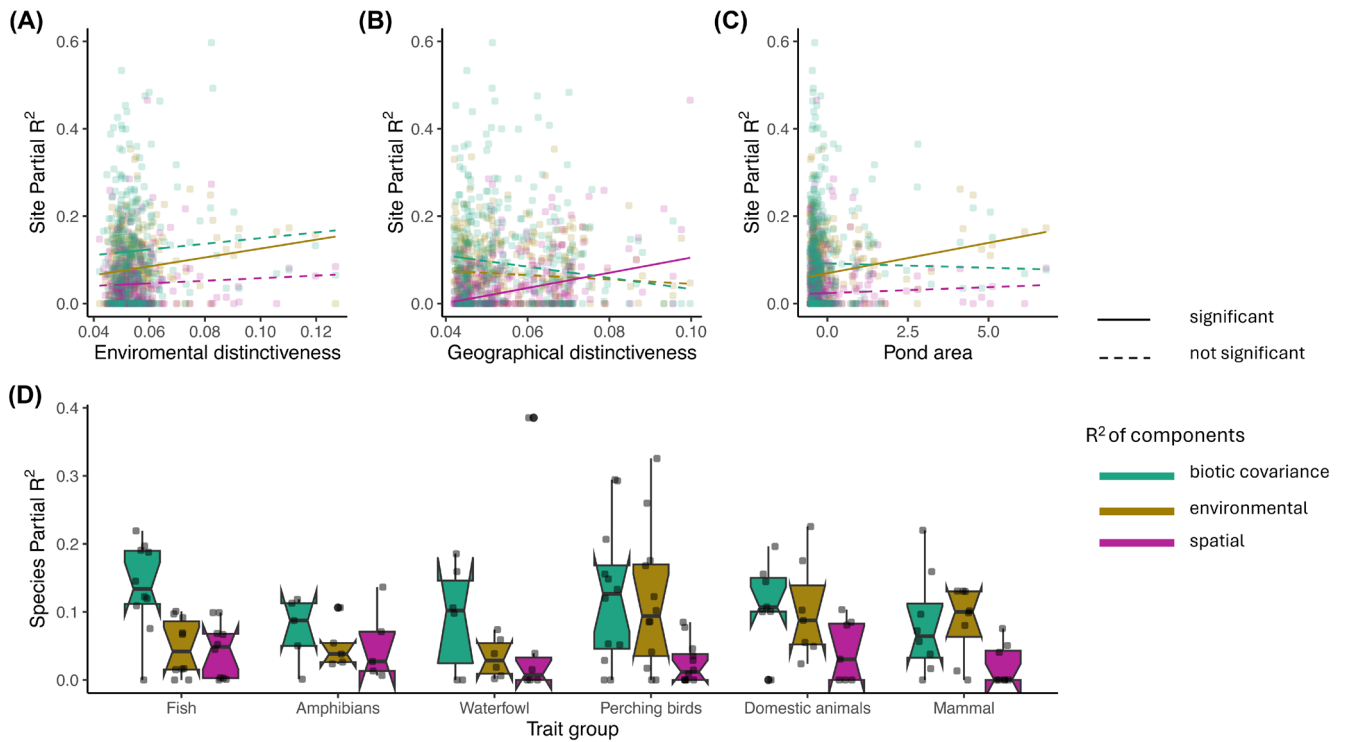 (A)
(B)
(C)
Site Partial R²
0.6
0.4
0.2
0.0
0.04
0.06
0.08
0.10
0.12
Enviromental distinctiveness
Site Partial R²
0.6
0.4
0.2
0.0
0.04
0.06
0.08
0.10
Geographical distinctiveness
Site Partial R²
0.6
0.4
0.2
0.0
0.0
2.5
5.0
Pond area
significant
not significant
(D)
Species Partial R²
0.4
0.3
0.2
0.1
0.0
Fish
Amphibians
Waterfowl
Perching birds
Domestic animals
Mammal
Trait group
R² of components
biotic covariance
environmental
spatial